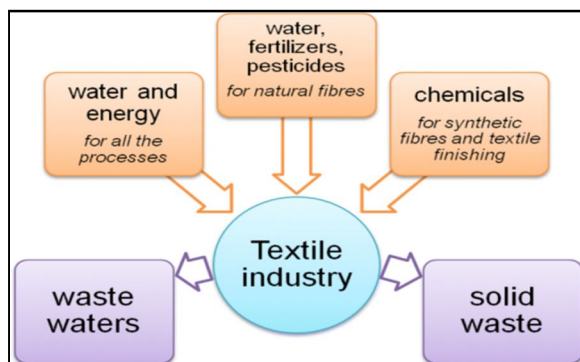 water,
fertilizers,
pesticides
for natural fibres
water and
energy
for all the
processes
chemicals
for synthetic
fibres and textile
finishing
Textile
industry
waste
waters
solid
waste